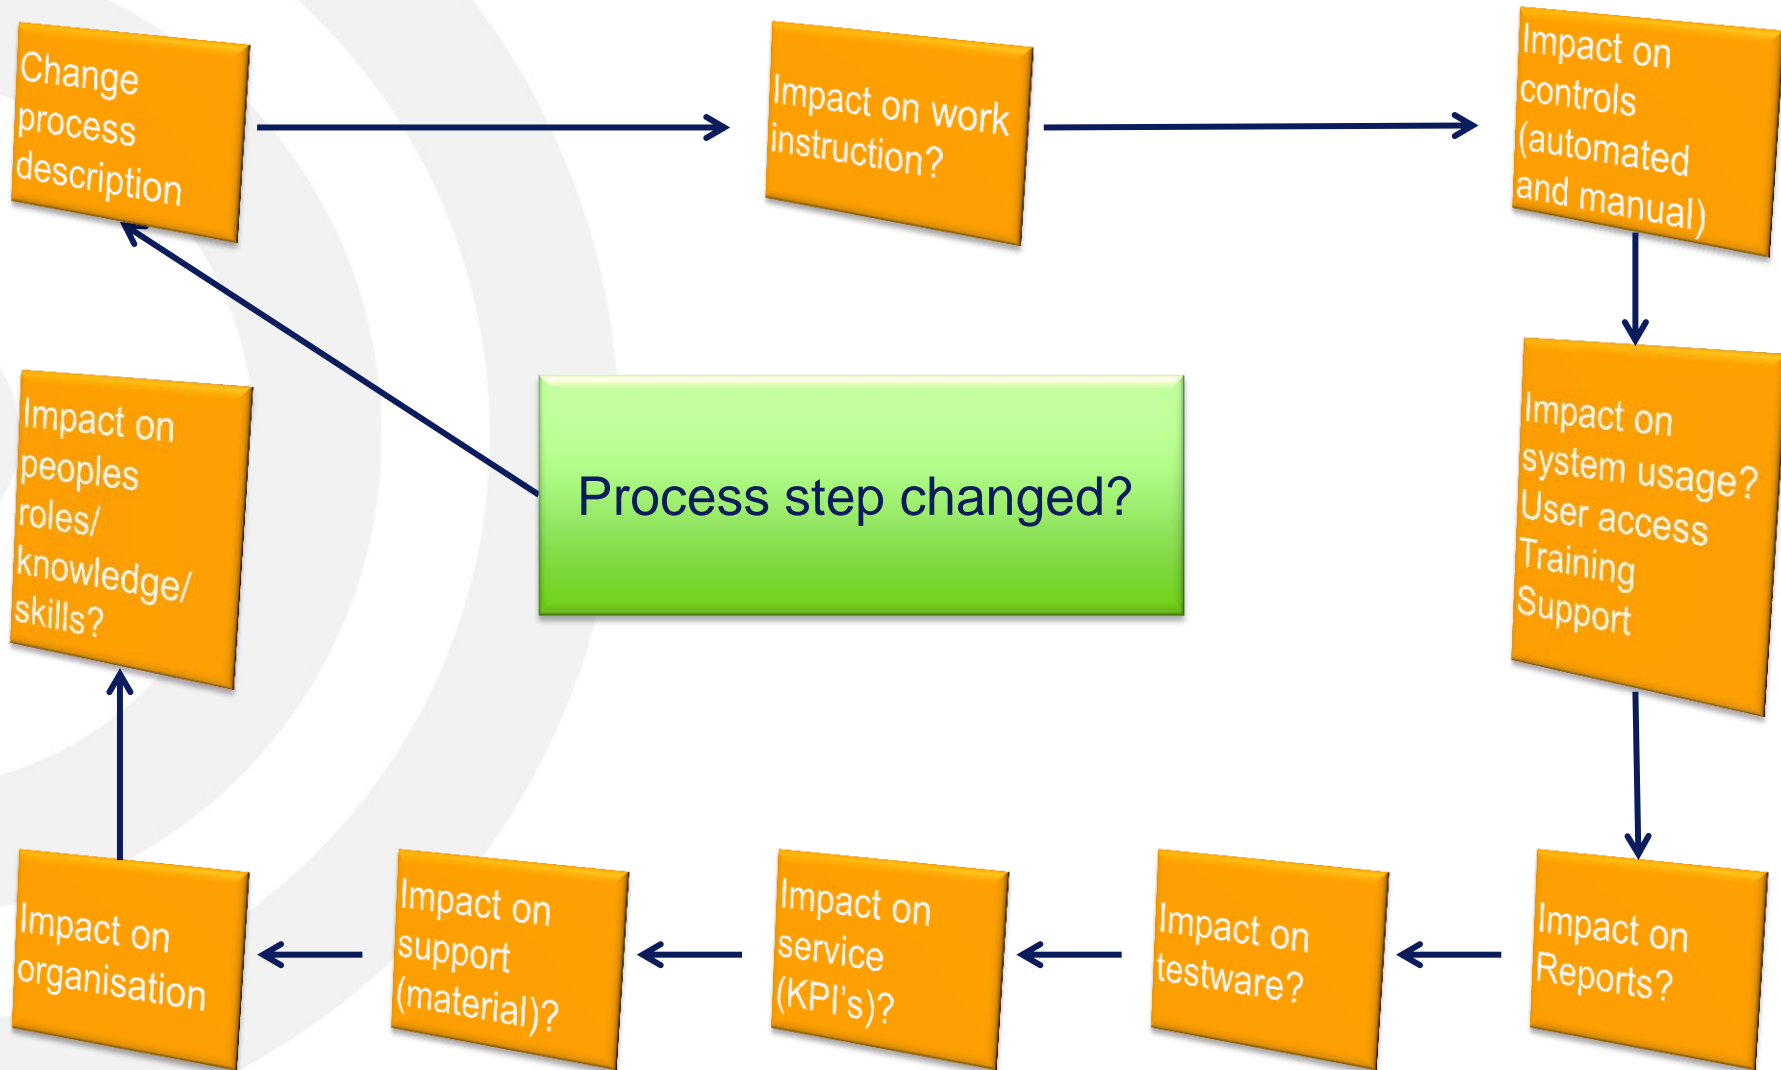 Change
process
description
Impact on work
instruction?
Impact on
controls
(automated
and manual)
Process step changed?
Impact on
system usage?
User access
Training
Support
Impact on
Reports?
Impact on
testware?
Impact on
service
(KPI's)?
Impact on
support
(material)?
Impact on
organisation
Impact on
peoples
roles/
knowledge/
skills?